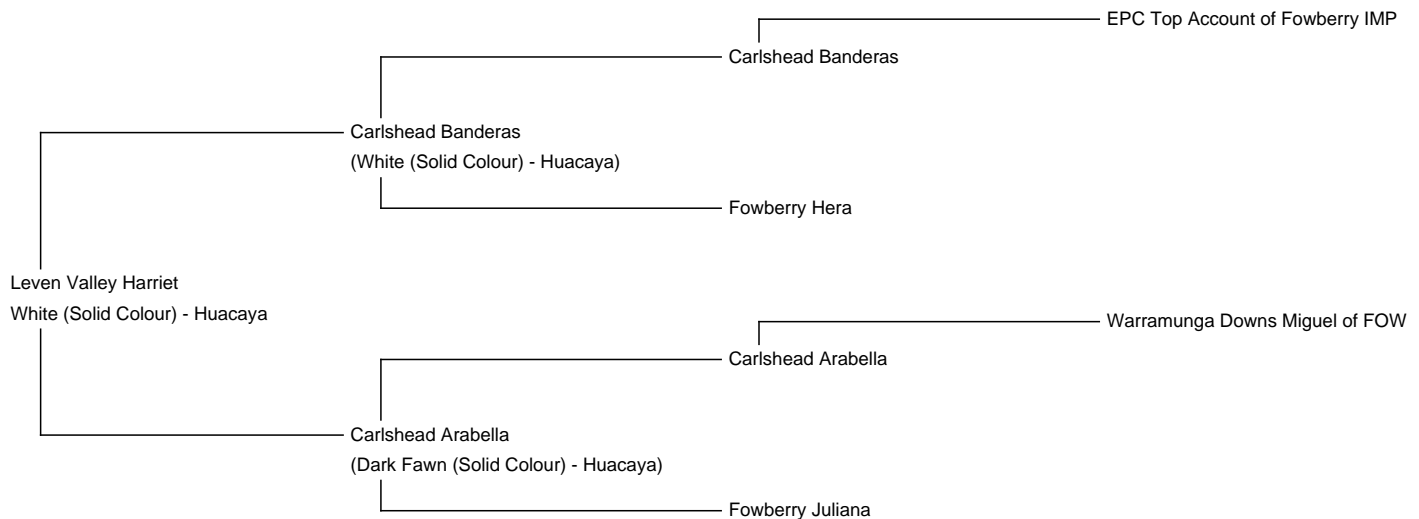 EPC Top Account of Fowberry IMP
Carlshead Banderas
Carlshead Banderas
(White (Solid Colour) - Huacaya)
Fowberry Hera
Leven Valley Harriet
White (Solid Colour) - Huacaya
Warramunga Downs Miguel of FOW
Carlshead Arabella
Carlshead Arabella
(Dark Fawn (Solid Colour) - Huacaya)
Fowberry Juliana